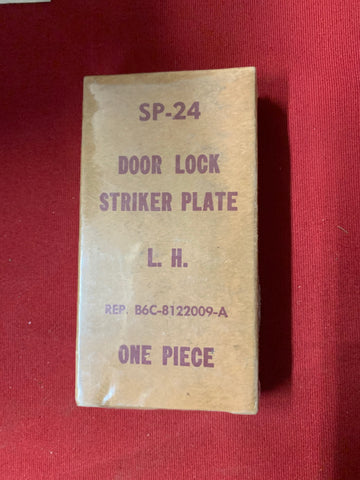 SP-24
DOOR LOCK
STRIKER PLATE
L. H.
REP. B6C-8122009-A
ONE PIECE